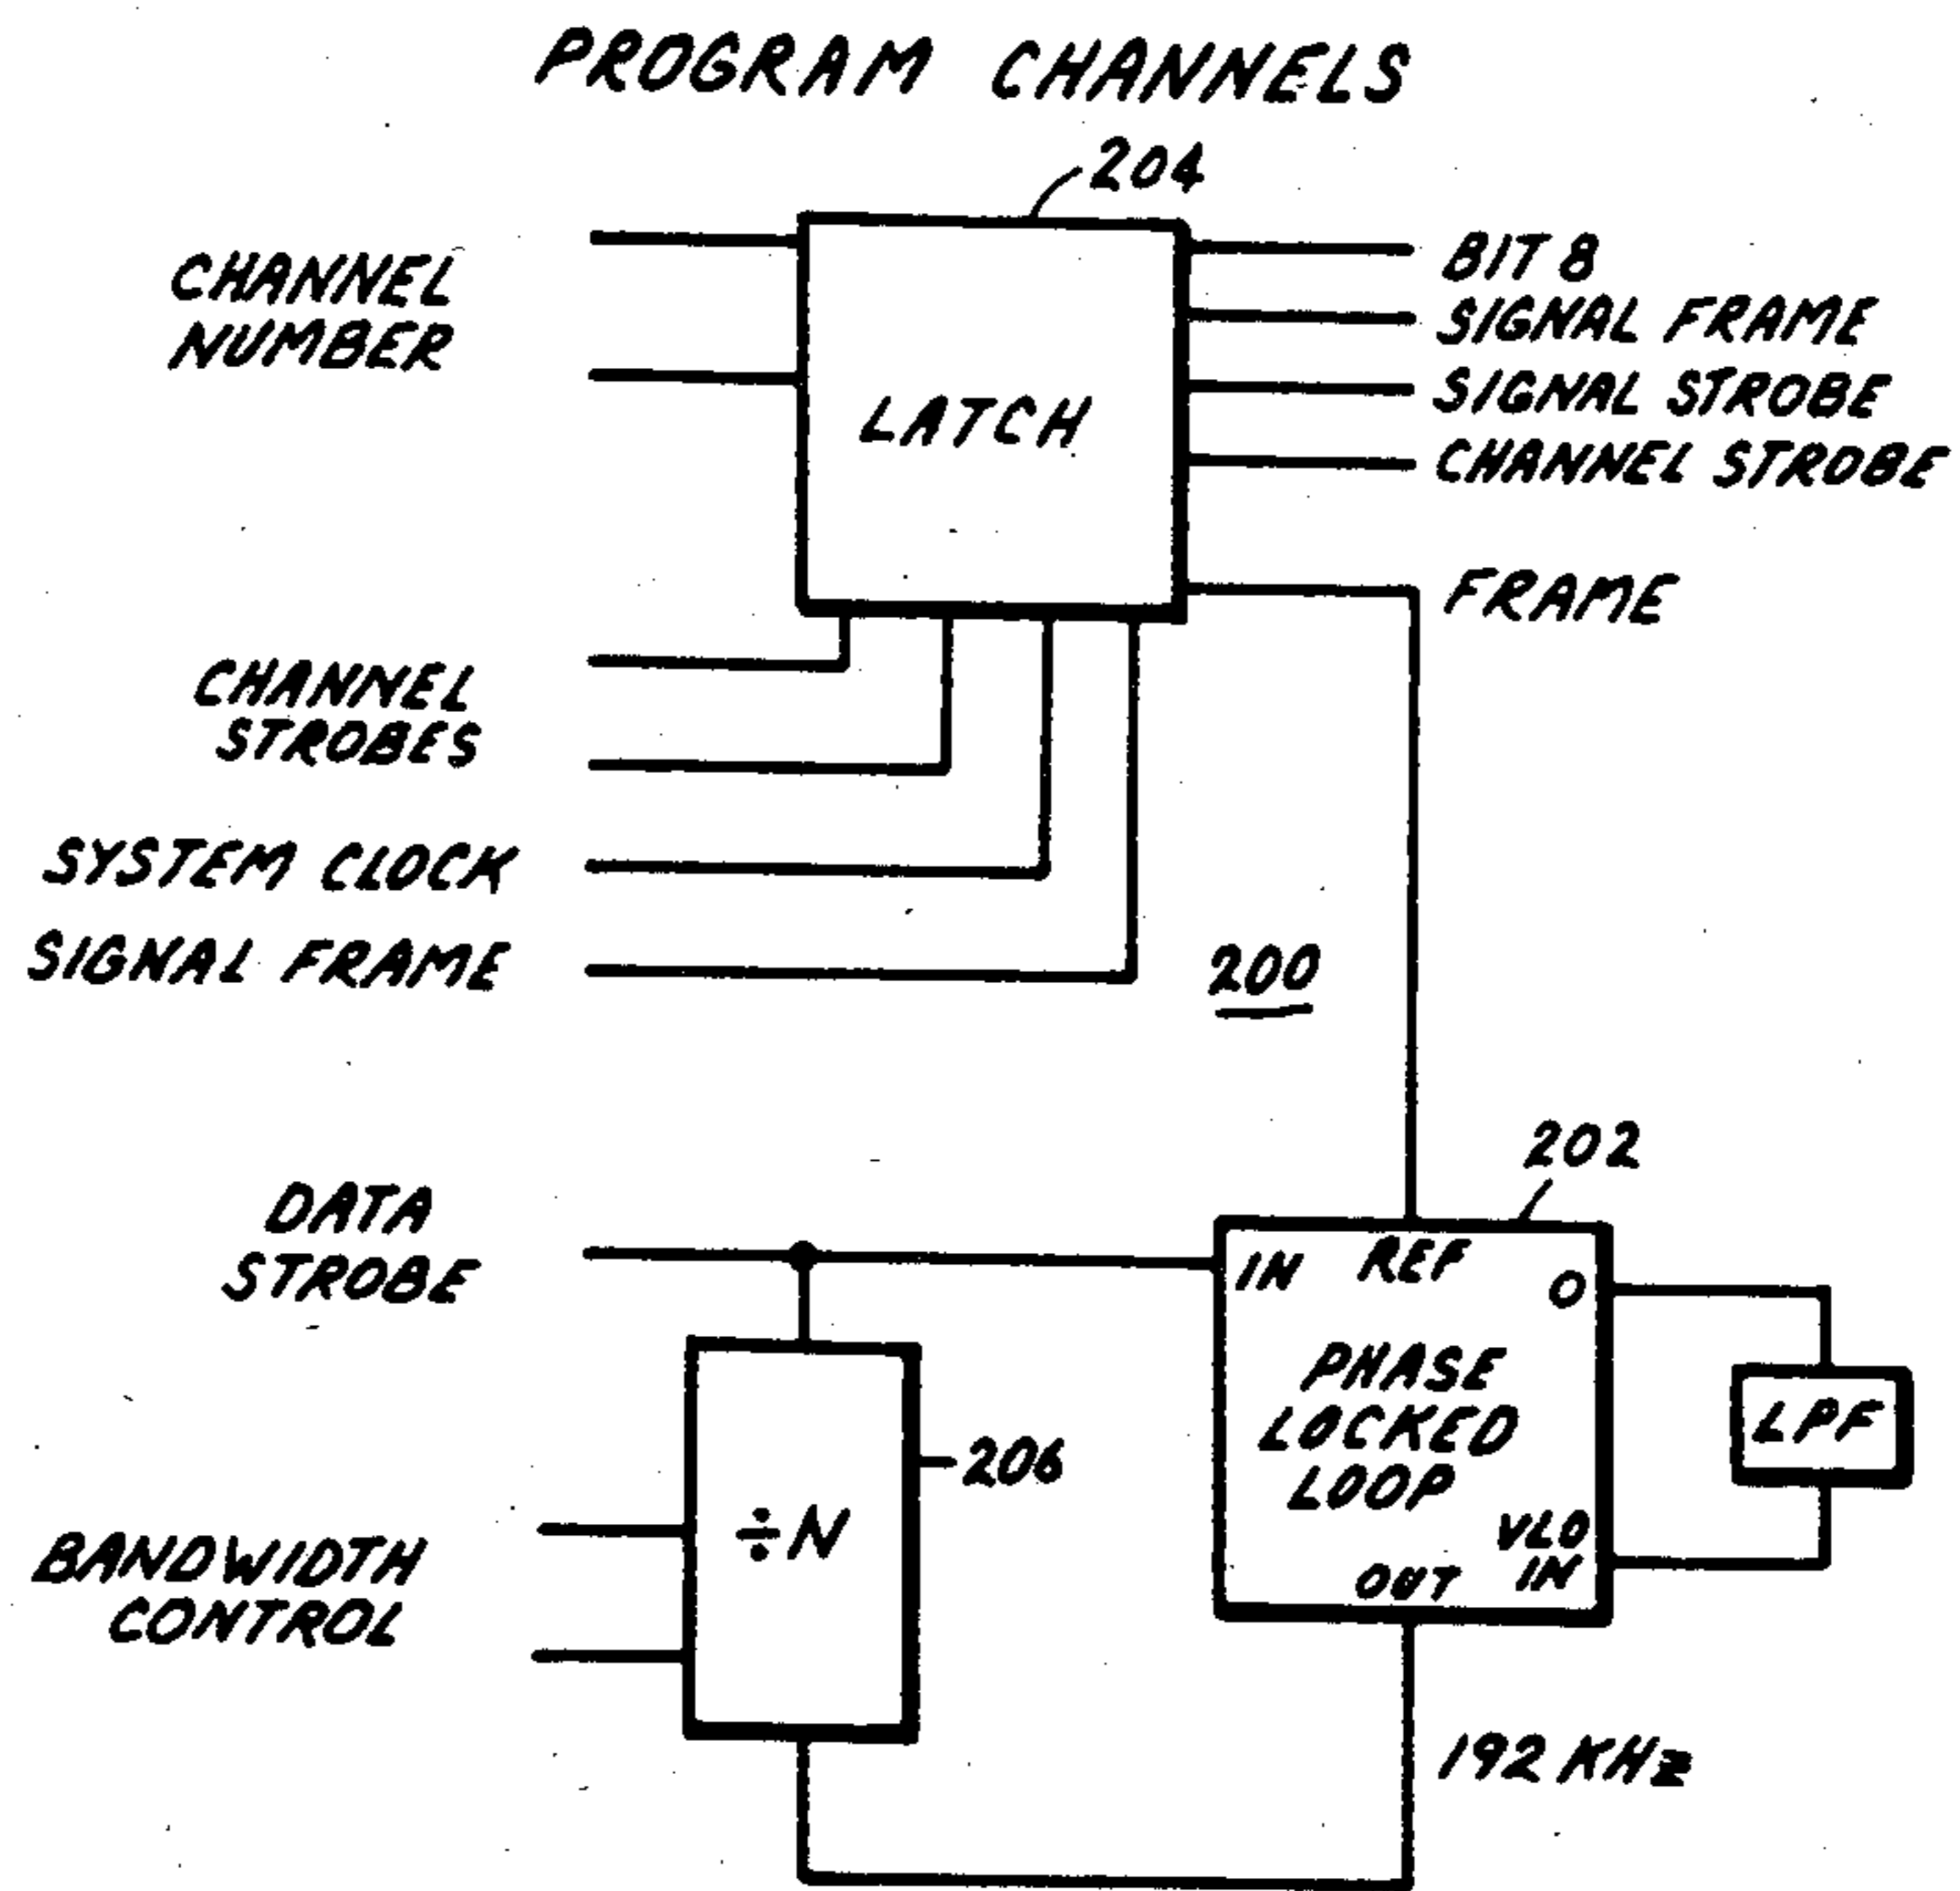 PROGRAM CHANNELS
204
CHANNEL
NUMBER
LATCH
BIT 8
SIGNAL FRAME
SIGNAL STROBE
CHANNEL STROBE
FRAME
CHANNEL
STROBES
SYSTEM CLOCK
SIGNAL FRAME
200
202
DATA
STROBE
IN
REF
O
PHASE
LOCKED
LOOP
LPF
VLO
IN
OUT
206
÷N
BANDWIDTH
CONTROL
192 KHz